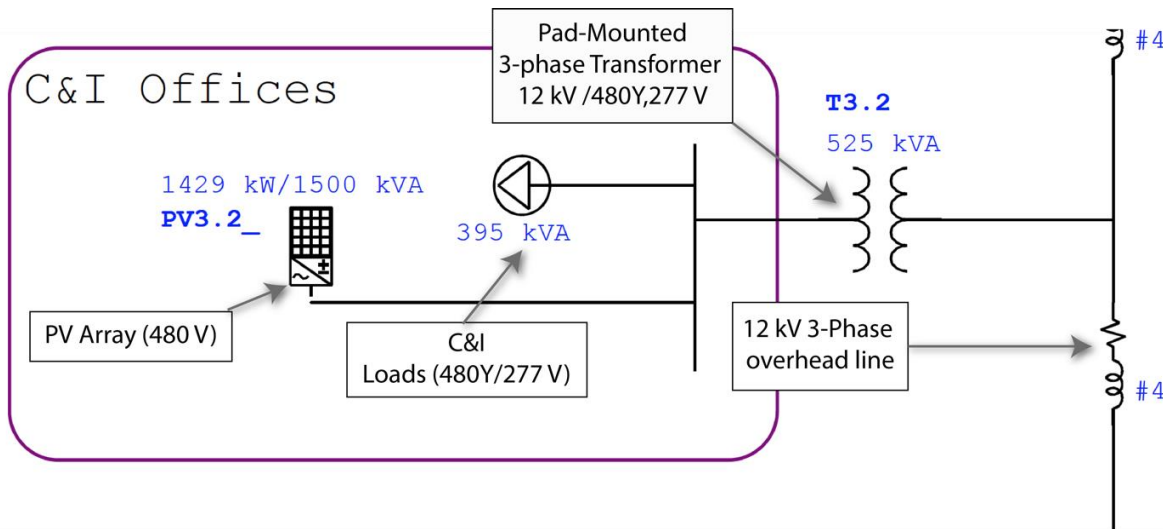 Pad-Mounted
3-phase Transformer
12 kV /480Y,277 V
#4
C&I Offices
T3.2
525 kVA
1429 kW/1500 kVA
PV3.2_
395 kVA
PV Array (480 V)
C&I
Loads (480Y/277 V)
12 kV 3-Phase
overhead line
#4